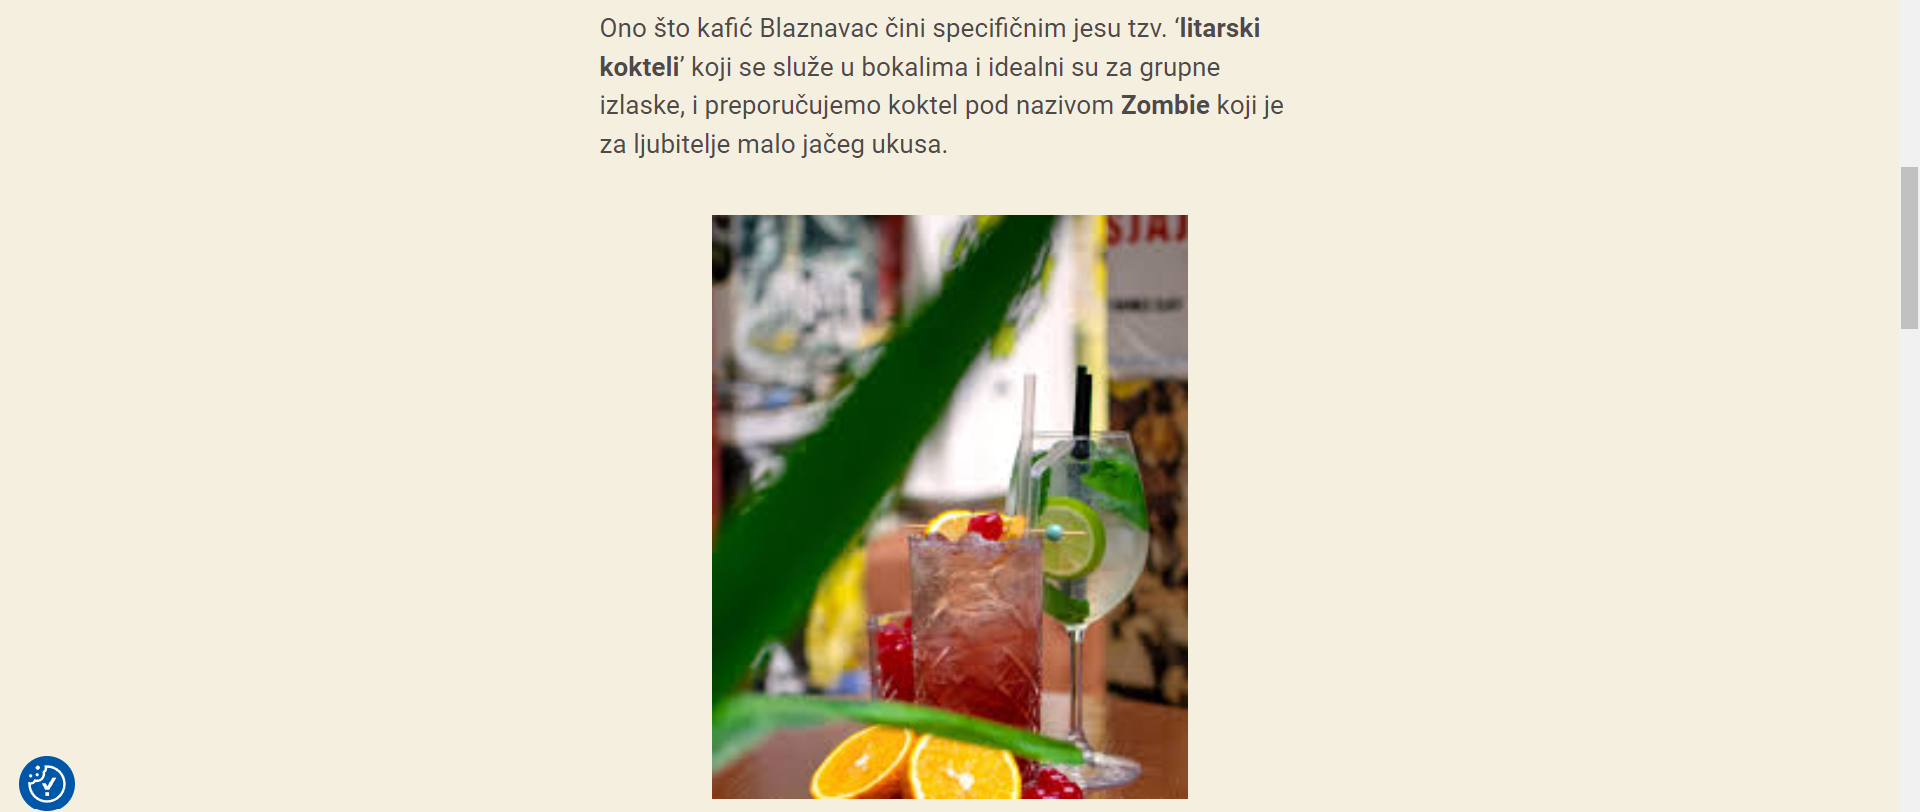 Ono što kafić Blaznavac čini specifičnim jesu tzv. ‘litarski
kokteli’ koji se služe u bokalima i idealni su za grupne
izlaske, i preporučujemo koktel pod nazivom Zombie koji je
za ljubitelje malo jačeg ukusa.
SJAJ